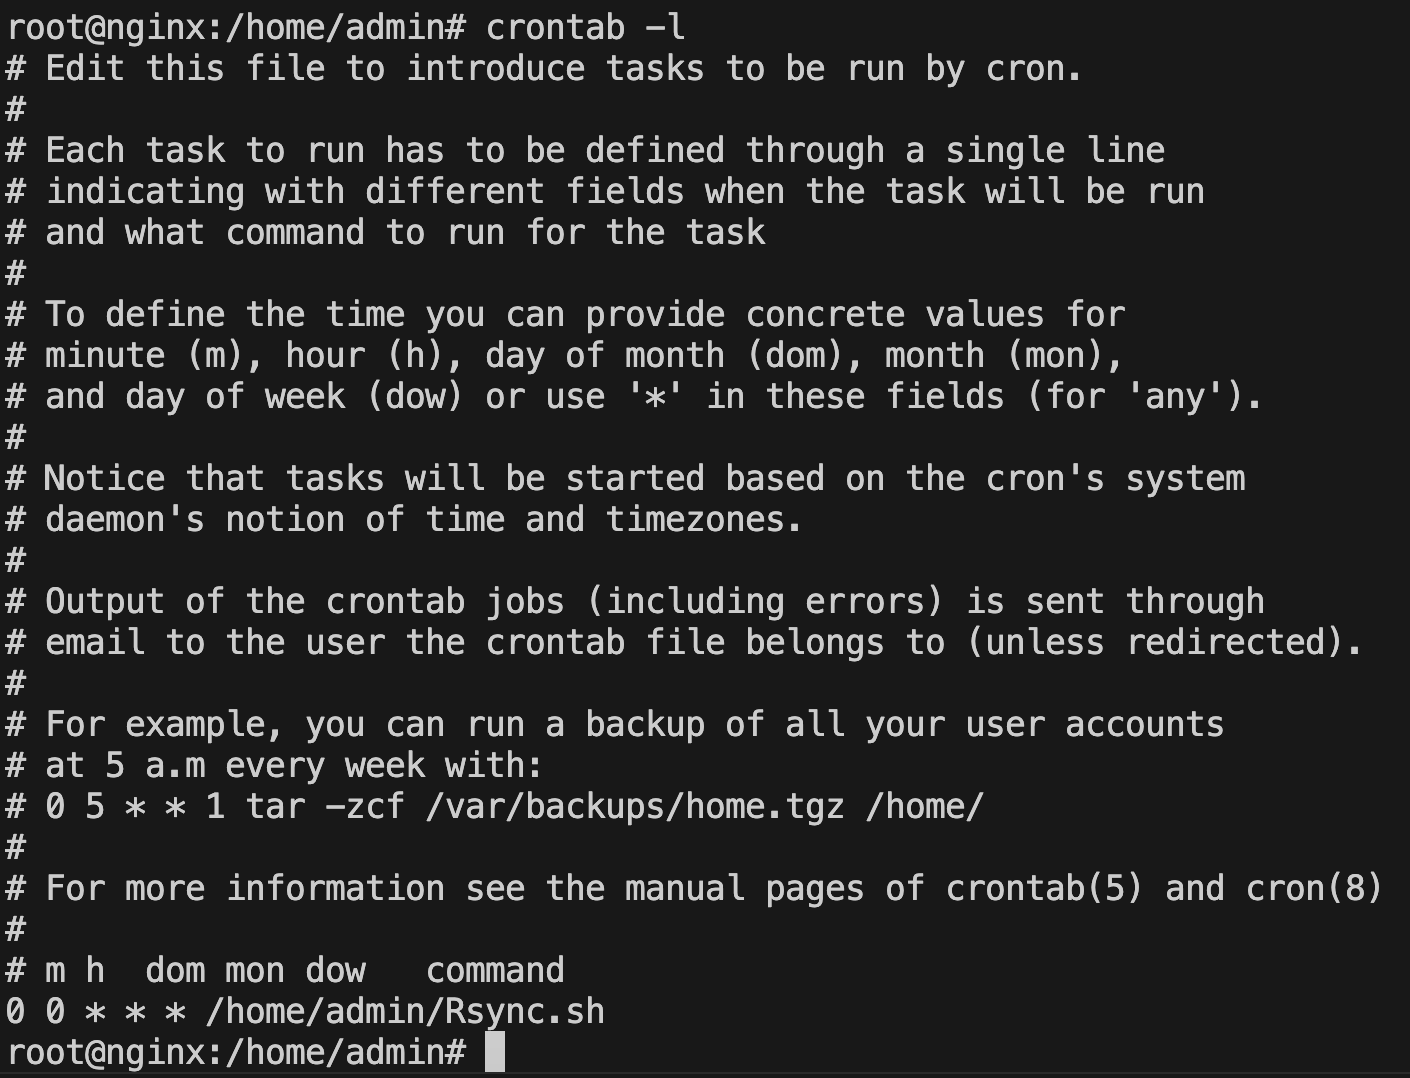 root@nginx:/home/admin# crontab -l
# Edit this file to introduce tasks to be run by cron.
#
# Each task to run has to be defined through a single line
# indicating with different fields when the task will be run
# and what command to run for the task
#
# To define the time you can provide concrete values for
# minute (m), hour (h), day of month (dom), month (mon),
# and day of week (dow) or use '*' in these fields (for 'any').
#
# Notice that tasks will be started based on the cron's system
# daemon's notion of time and timezones.
#
# Output of the crontab jobs (including errors) is sent through
# email to the user the crontab file belongs to (unless redirected).
#
# For example, you can run a backup of all your user accounts
# at 5 a.m every week with:
# 0 5 * * 1 tar -zcf /var/backups/home.tgz /home/
#
# For more information see the manual pages of crontab(5) and cron(8)
#
# m h  dom mon dow   command
0 0 * * * /home/admin/Rsync.sh
root@nginx:/home/admin#